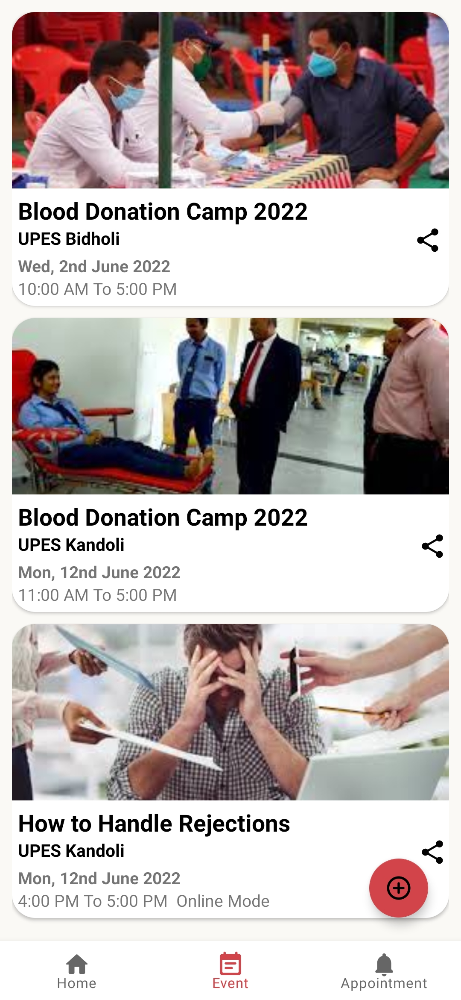 Blood Donation Camp 2022
UPES Bidholi
Wed, 2nd June 2022
10:00 AM To 5:00 PM
Blood Donation Camp 2022
UPES Kandoli
Mon, 12nd June 2022
11:00 AM To 5:00 PM
How to Handle Rejections
UPES Kandoli
Mon, 12nd June 2022
4:00 PM To 5:00 PM Online Mode
Home
Event
Appointment